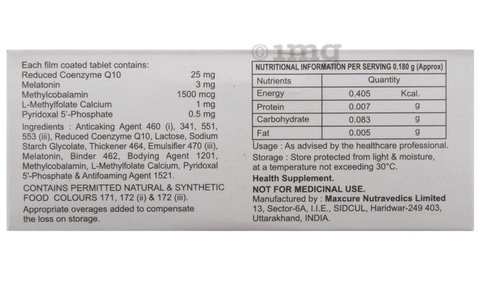 1mg
Each film coated tablet contains:
Reduced Coenzyme Q10 25 mg
Melatonin 3 mg
Methylcobalamin 1500 mcg
L-Methylfolate Calcium 1 mg
Pyridoxal 5'-Phosphate 0.5 mg
Ingredients : Anticaking Agent 460 (i), 341, 551,
553 (iii), Reduced Coenzyme Q10, Lactose, Sodium
Starch Glycolate, Thickener 464, Emulsifier 470 (iii),
Melatonin, Binder 462, Bodying Agent 1201,
Methylcobalamin, L-Methylfolate Calcium, Pyridoxal
5'-Phosphate & Antifoaming Agent 1521.
CONTAINS PERMITTED NATURAL & SYNTHETIC
FOOD COLOURS 171, 172 (ii) & 172 (iii).
Appropriate overages added to compensate
the loss on storage.
NUTRITIONAL INFORMATION PER SERVING 0.180 g (Approx)
Nutrients Quantity
Energy 0.405 Kcal.
Protein 0.007 g
Carbohydrate 0.083 g
Fat 0.005 g
Usage : As advised by the healthcare professional.
Storage : Store protected from light & moisture,
at a temperature not exceeding 30°C.
Health Supplement.
NOT FOR MEDICINAL USE.
Manufactured by : Maxcure Nutravedics Limited
13, Sector-6A, I.I.E., SIDCUL, Haridwar-249 403,
Uttarakhand, INDIA.